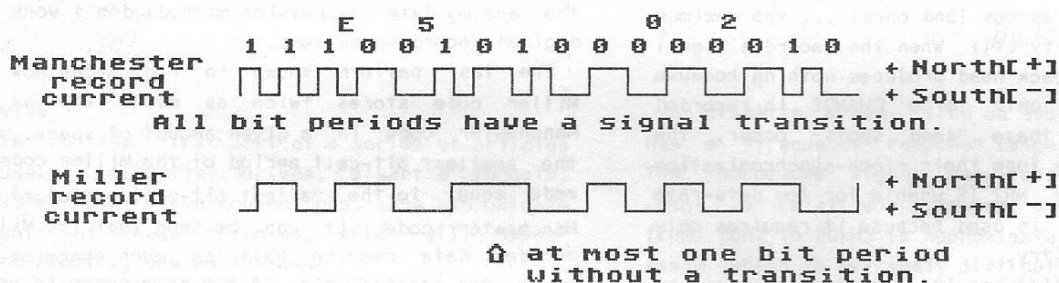 E 5 0 2
1 1 1 0 0 1 0 1 0 0 0 0 0 0 1 0
Manchester
record
current
+ North[+]
+ South[-]
All bit periods have a signal transition.
Miller
record
current
+ North[+]
+ South[-]
⇧ at most one bit period
without a transition.